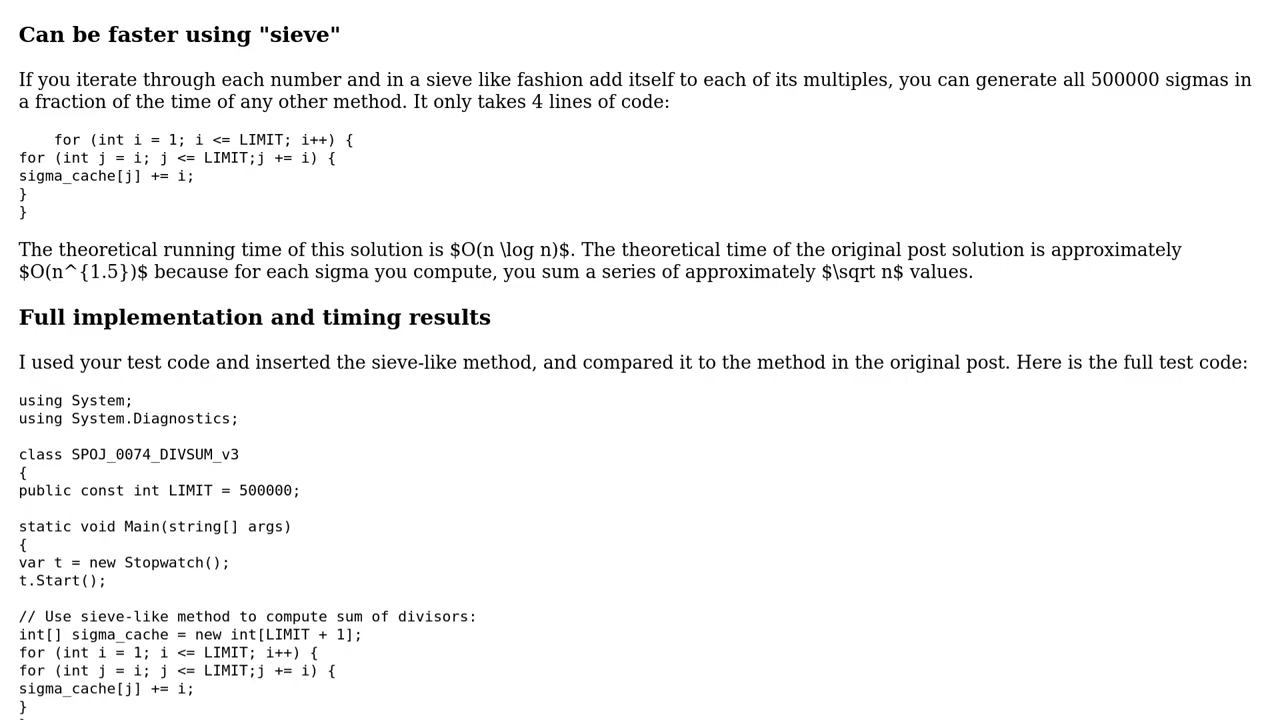 Can be faster using "sieve"
If you iterate through each number and in a sieve like fashion add itself to each of its multiples, you can generate all 500000 sigmas in
a fraction of the time of any other method. It only takes 4 lines of code:
    for (int i = 1; i <= LIMIT; i++) {
for (int j = i; j <= LIMIT;j += i) {
sigma_cache[j] += i;
}
}
The theoretical running time of this solution is $O(n \log n)$. The theoretical time of the original post solution is approximately
$O(n^{1.5})$ because for each sigma you compute, you sum a series of approximately $\sqrt n$ values.
Full implementation and timing results
I used your test code and inserted the sieve-like method, and compared it to the method in the original post. Here is the full test code:
using System;
using System.Diagnostics;
class SPOJ_0074_DIVSUM_v3
{
public const int LIMIT = 500000;
static void Main(string[] args)
{
var t = new Stopwatch();
t.Start();
// Use sieve-like method to compute sum of divisors:
int[] sigma_cache = new int[LIMIT + 1];
for (int i = 1; i <= LIMIT; i++) {
for (int j = i; j <= LIMIT;j += i) {
sigma_cache[j] += i;
}